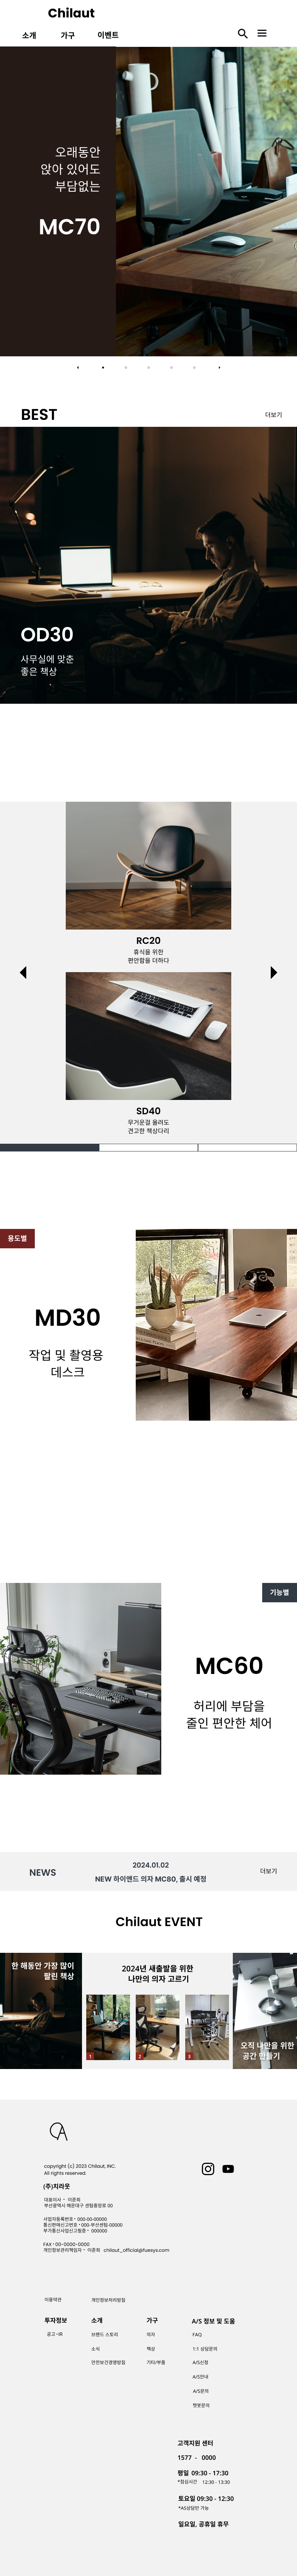 Chilaut
소개 가구 이벤트
오래동안
앉아 있어도
부담없는
MC70
BEST
더보기
OD30
사무실에 맞춘
좋은 책상
RC20
휴식을 위한
편안함을 더하다
SD40
무거운걸 올려도
견고한 책상다리
용도별
MD30
작업 및 촬영용
데스크
기능별
MC60
허리에 부담을
줄인 편안한 체어
NEWS
2024.01.02
NEW 하이엔드 의자 MC80, 출시 예정
더보기
Chilaut EVENT
한 해동안 가장 많이
팔린 책상
2024년 새출발을 위한
나만의 의자 고르기
1 2 3
오직 나만을 위한
공간 만들기
copyright (c) 2023 Chilaut, INC.
All rights reserved.
(주)치라웃
대표이사 - 이준희
부산광역시 해운대구 센텀중앙로 00
사업자등록번호 - 000-00-00000
통신판매신고번호 - 000-부산센텀-00000
부가통신사업신고필증 - 000000
FAX - 00-0000-0000
개인정보관리책임자 - 이준희 chilaut_official@fuesys.com
이용약관 개인정보처리방침
투자정보 소개 가구 A/S 정보 및 도움
공고·IR 브랜드 스토리 의자 FAQ
소식 책상 1:1 상담문의
안전보건경영방침 기타/부품 A/S신청
A/S안내
A/S문의
챗봇문의
고객지원 센터
1577 - 0000
평일 09:30 - 17:30
*점심시간 12:30 - 13:30
토요일 09:30 - 12:30
*AS상담만 가능
일요일, 공휴일 휴무